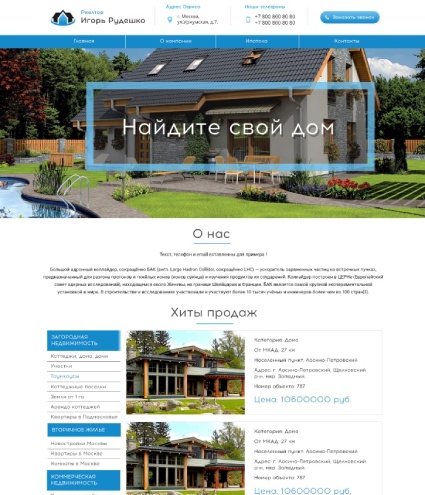 Риэлтор
Игорь Рудешко
Адрес Офиса
г. Москва,
Наши телефоны
+7 800 800 80 80
+7 800 800 80 80
Заказать звонок
Главная
О компании
Ипотека
Контакты
Найдите свой дом
О нас
Текст, телефон и емайл вставлены для примера !
Большой адронный коллайдер, сокращённо БАК (англ. Large Hadron Collider, сокращённо LHC) — ускоритель заряженных частиц на встречных пучках,
предназначенный для разгона протонов и тяжёлых ионов (ионов свинца) и изучения продуктов их соударений. Коллайдер построен в ЦЕРНе (Европейский
совет ядерных исследований), находящемся около Женевы, на границе Швейцарии и Франции. БАК является самой крупной экспериментальной
установкой в мире. В строительстве и исследованиях участвовали и участвуют более 10 тысяч учёных и инженеров более чем из 100 стран[3].
Хиты продаж
ЗАГОРОДНАЯ
НЕДВИЖИМОСТЬ
Коттеджи, дома, дачи
Участки
Таунхаусы
Коттеджные поселки
Земля от 1 га
Аренда коттеджей
Квартиры в Подмосковье
ВТОРИЧНОЕ ЖИЛЬЕ
Новостройки Москвы
Квартиры в Москве
Комнаты в Москве
КОММЕРЧЕСКАЯ
НЕДВИЖИМОСТЬ
Категория: Дома
От МКАД: 27 км
Населенный пункт: Лосино-Петровский
Адрес: г. Лосино-Петровский, Щелковский
р-н, мкр. Западный.
Номер объекта: 787
Цена: 10600000 руб.
Категория: Дома
От МКАД: 27 км
Населенный пункт: Лосино-Петровский
Адрес: г. Лосино-Петровский, Щелковский
р-н, мкр. Западный.
Номер объекта: 787
Цена: 10600000 руб.